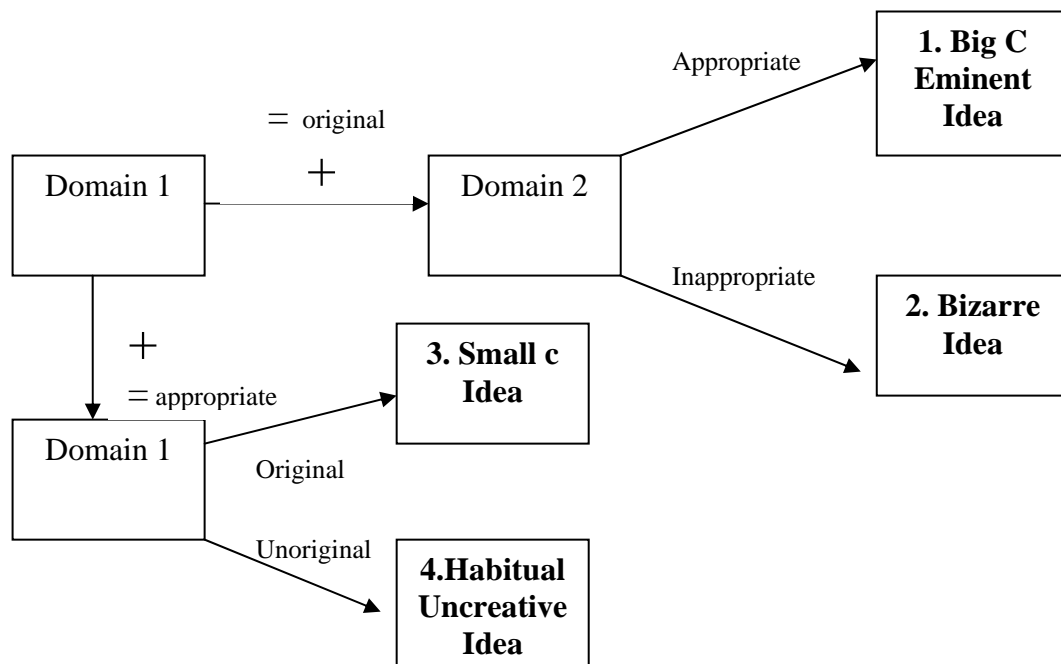 1. Big C
Eminent
Idea
Appropriate
= original
+
Domain 1
Domain 2
Inappropriate
2. Bizarre
Idea
+
= appropriate
3. Small c
Idea
Domain 1
Original
Unoriginal
4.Habitual
Uncreative
Idea